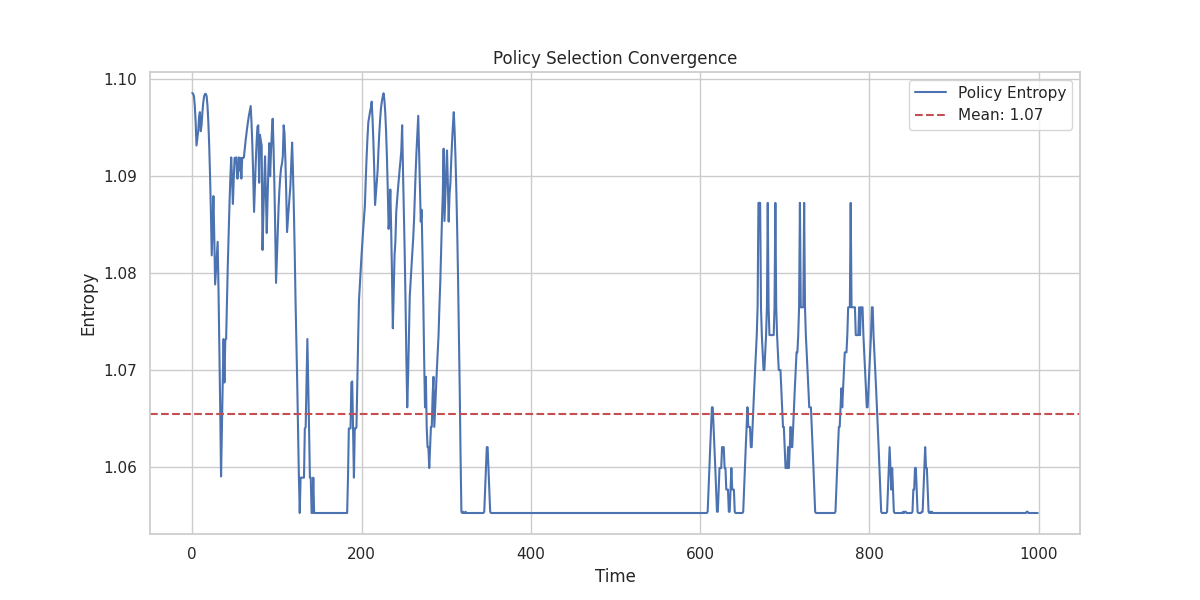 Policy Selection Convergence
1.10
1.09
1.08
1.07
1.06
Entropy
Policy Entropy
Mean: 1.07
0
200
400
600
800
1000
Time